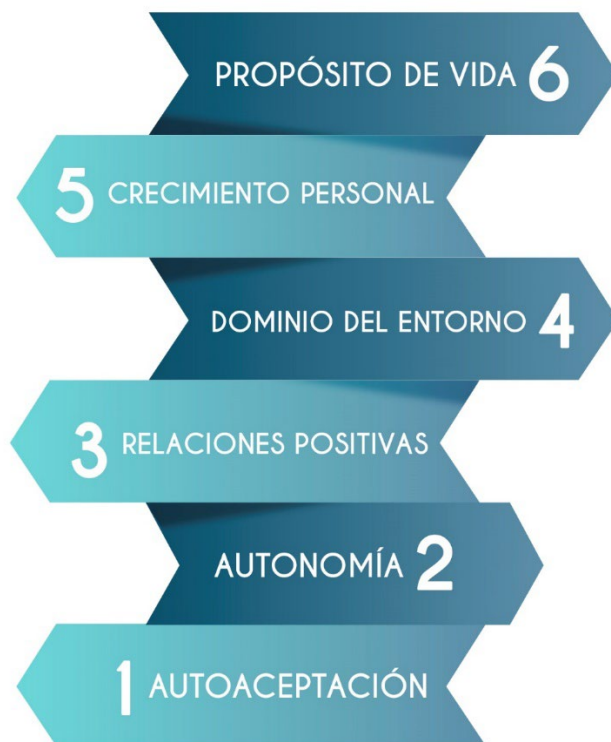 PROPÓSITO DE VIDA 6
5 CRECIMIENTO PERSONAL
DOMINIO DEL ENTORNO 4
3 RELACIONES POSITIVAS
AUTONOMÍA 2
1 AUTOACEPTACIÓN